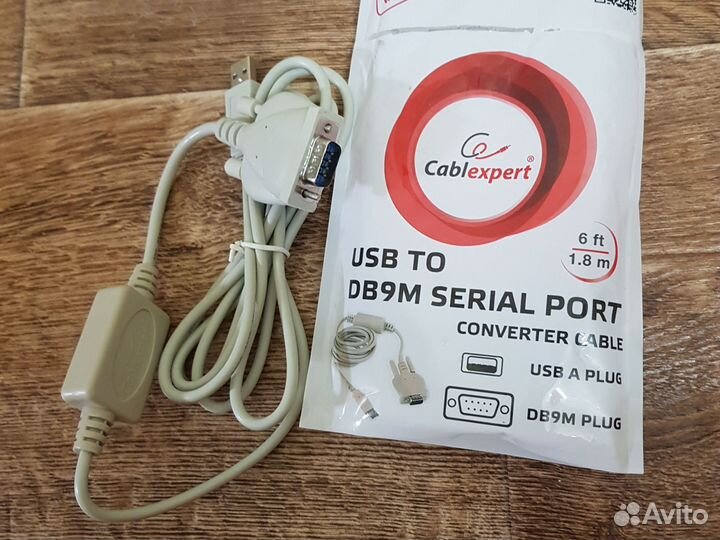 Cablexpert®
6 ft
1.8 m
USB TO
DB9M SERIAL PORT
CONVERTER CABLE
USB A PLUG
DB9M PLUG
Avito